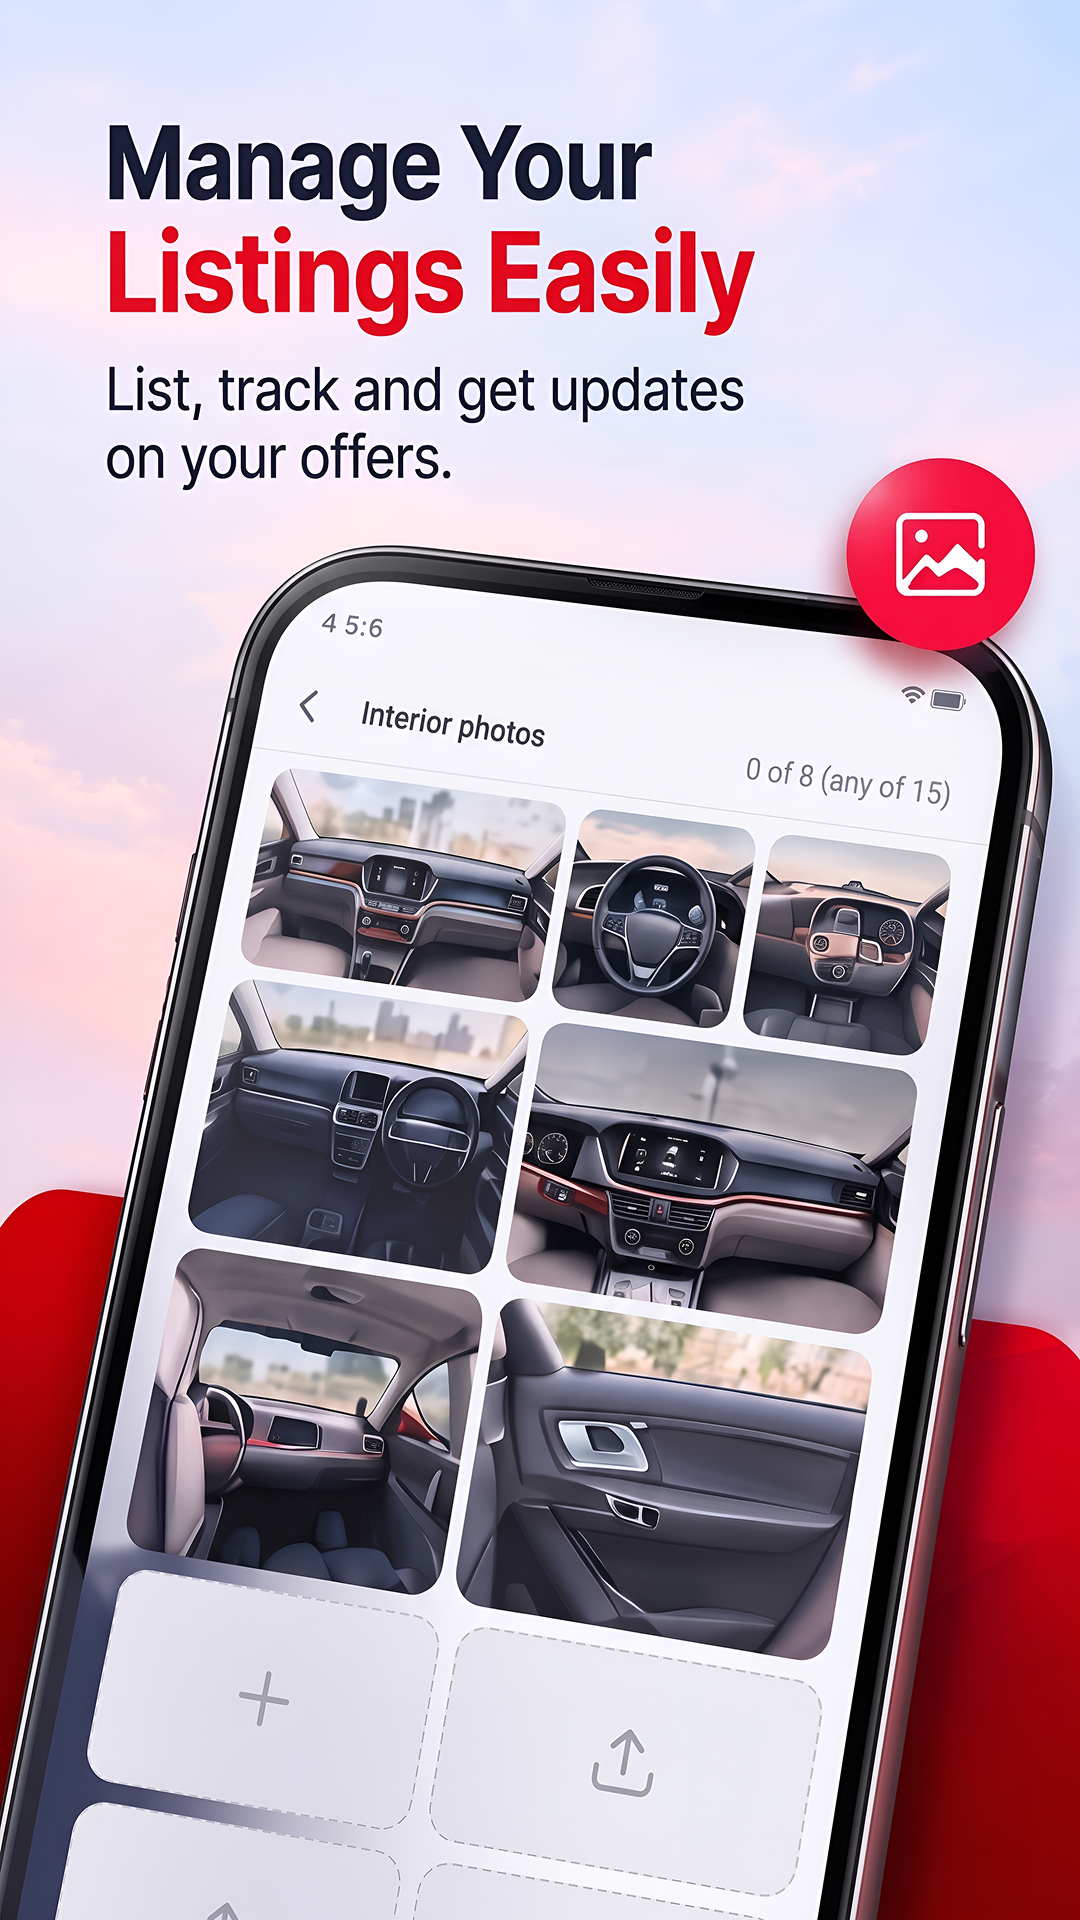 Manage Your
Listings Easily
List, track and get updates
on your offers.
4 5:6
Interior photos
0 of 8 (any of 15)